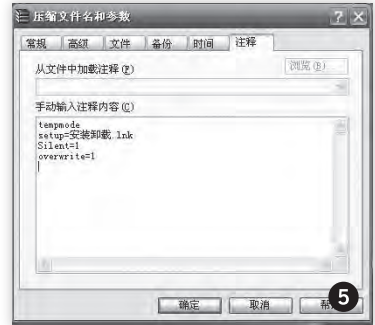 压缩文件名和参数
常规 高级 文件 备份 时间 注释
从文件中加载注释(F) 浏览(B)
手动输入注释内容(C)
tempmode
setup=安装卸载.lnk
Silent=1
overwrite=1
确定 取消 帮
5